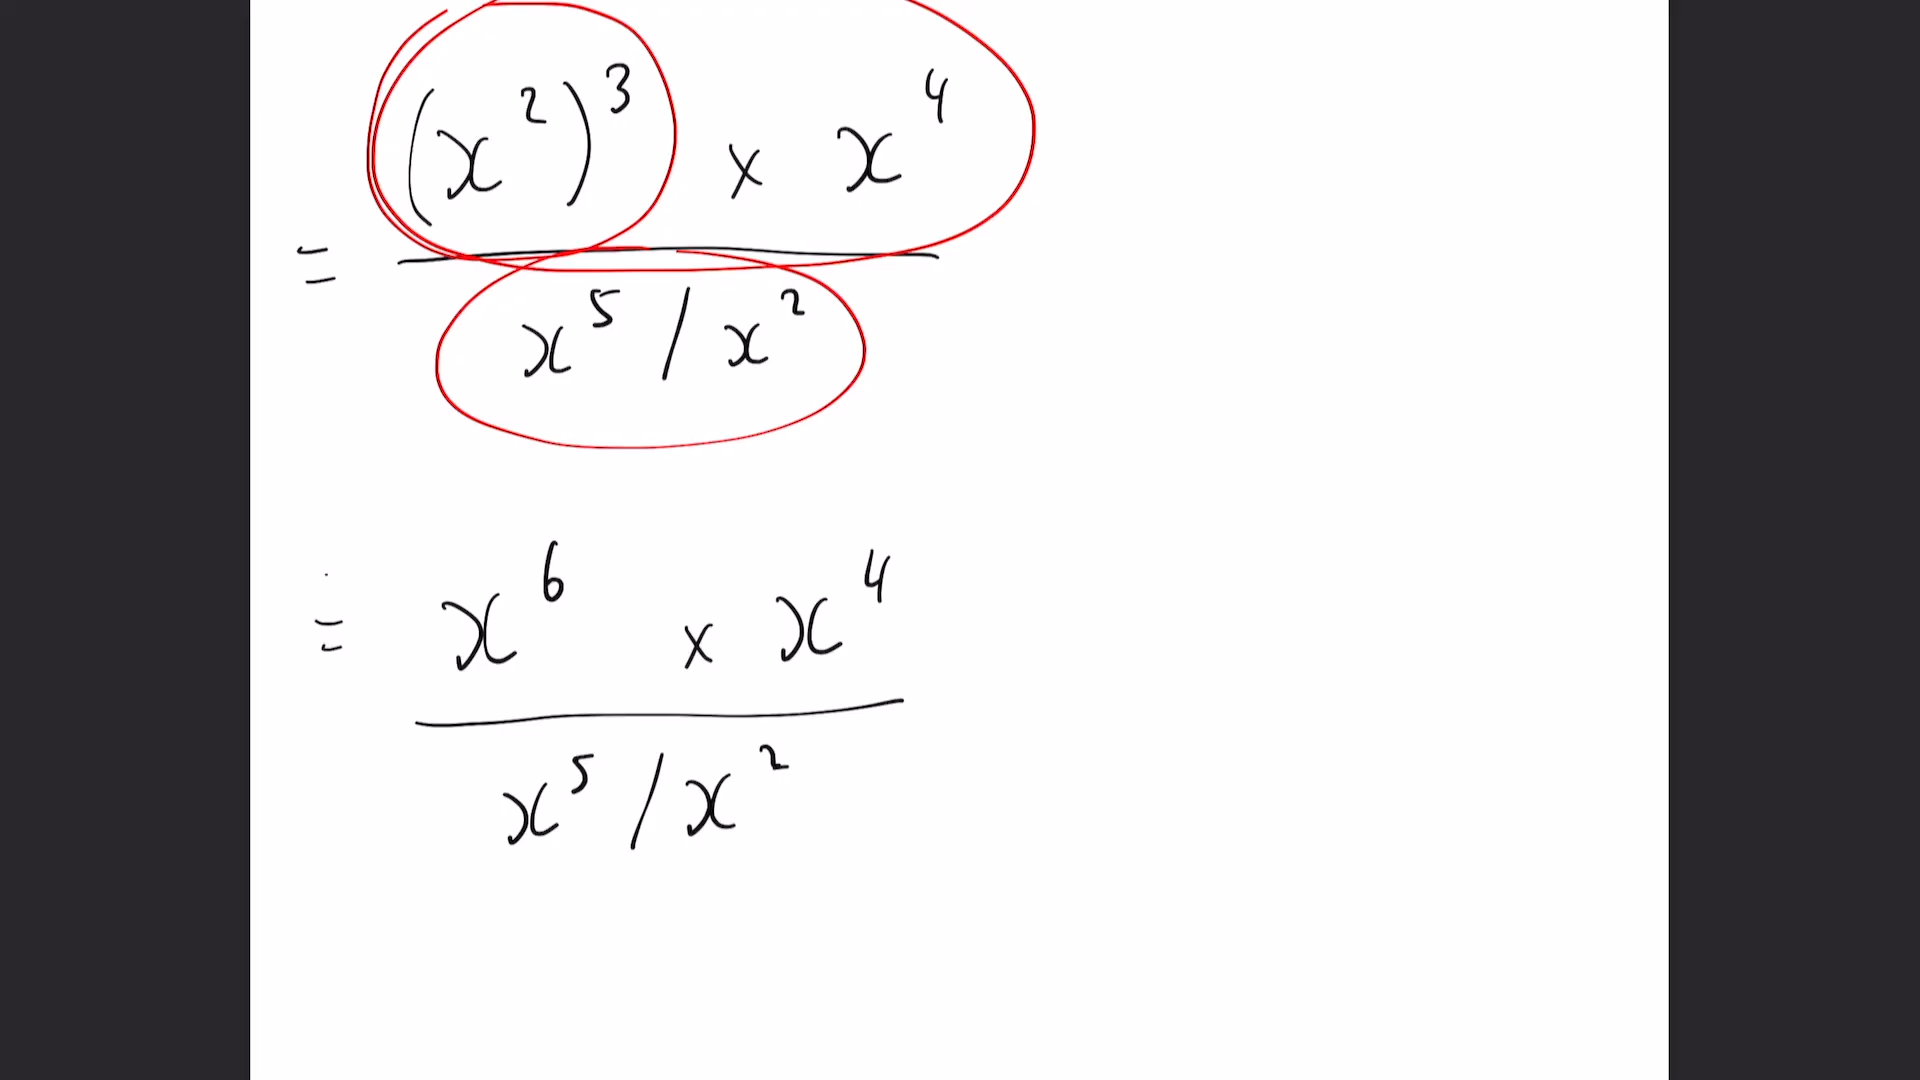 (x²)³ × x⁴
=
x⁵ / x²
x⁶ × x⁴
=
x⁵ / x²